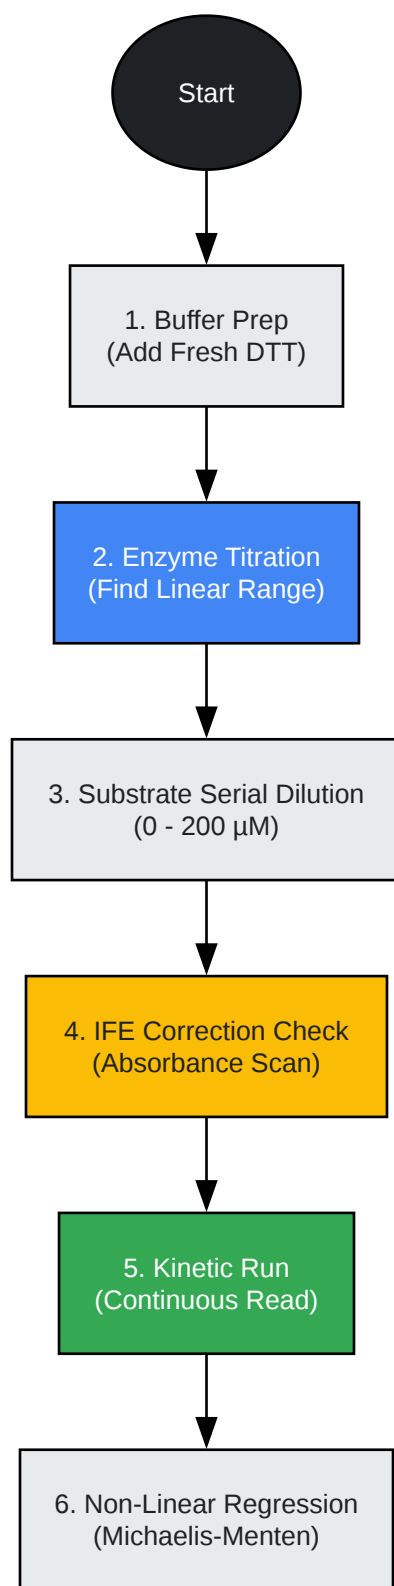 Start
1. Buffer Prep
(Add Fresh DTT)
2. Enzyme Titration
(Find Linear Range)
3. Substrate Serial Dilution
(0 - 200 µM)
4. IFE Correction Check
(Absorbance Scan)
5. Kinetic Run
(Continuous Read)
6. Non-Linear Regression
(Michaelis-Menten)